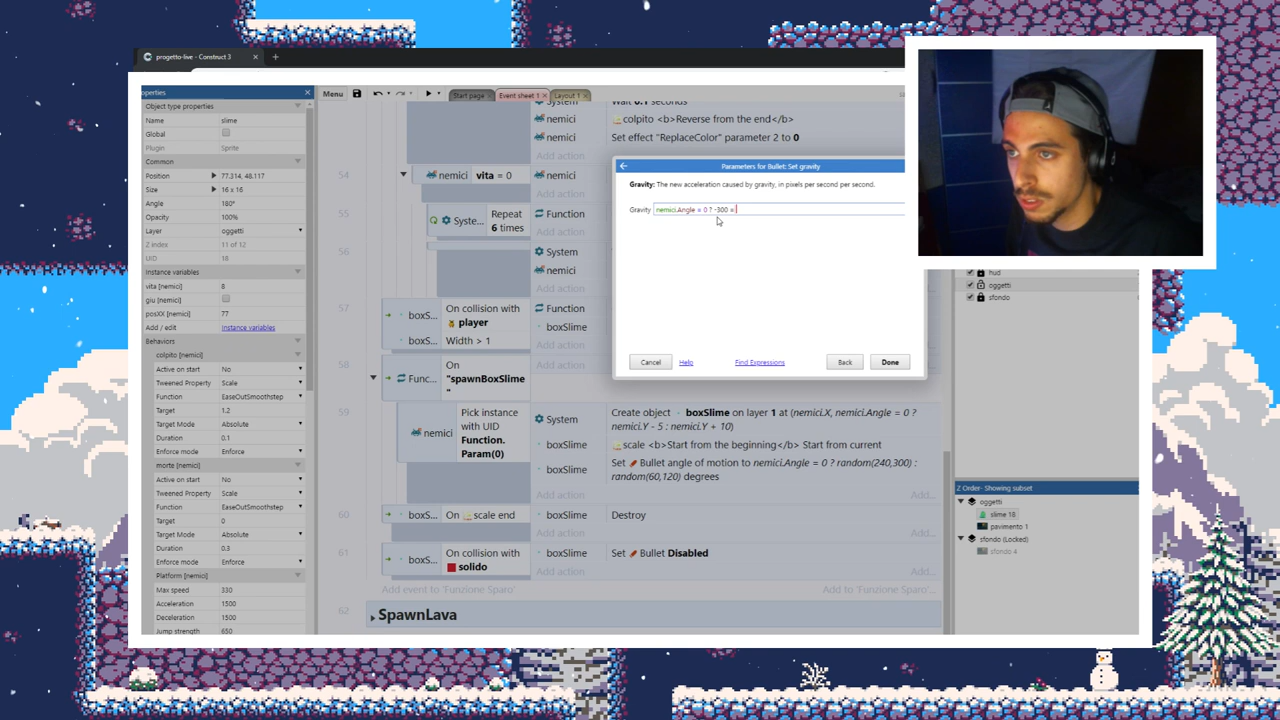 progetto-live - Construct 3
Properties
Menu
Start page
Event sheet 1
Layout 1
Object type properties
Name slime
Global
Plugin Sprite
Common
Position 77.314, 48.117
Size 16 x 16
Angle 180°
Opacity 100%
Layer oggetti
Z index 11 of 12
UID 18
Instance variables
vita [nemici] 8
giu [nemici]
posXX [nemici] 77
Add / edit Instance variables
Behaviors
colpito [nemici]
Active on start No
Tweened Property Scale
Function EaseOutSmoothstep
Target 1.2
Target Mode Absolute
Duration 0.1
Enforce mode Enforce
morte [nemici]
Active on start No
Tweened Property Scale
Function EaseOutSmoothstep
Target 0
Target Mode Absolute
Duration 0.3
Enforce mode Enforce
Platform [nemici]
Max speed 330
Acceleration 1500
Deceleration 1500
Jump strength 650
System Wait 0.1 seconds
nemici colpito <b>Reverse from the end</b>
nemici Set effect "ReplaceColor" parameter 2 to 0
Add action
54 nemici vita = 0 nemici
Add action
55 Syste... Repeat 6 times Function
Add action
56 System
nemici
Add action
57 boxS... On collision with player Function
boxS... Width > 1 boxSlime
Add action
58 Func... On "spawnBoxSlime" Add action
59 nemici Pick instance with UID Function.Param(0)
System Create object boxSlime on layer 1 at (nemici.X, nemici.Angle = 0 ?
nemici.Y - 5 : nemici.Y + 10)
boxSlime scale <b>Start from the beginning</b> Start from current
boxSlime Set Bullet angle of motion to nemici.Angle = 0 ? random(240,300) :
random(60,120) degrees
Add action Add...
60 boxS... On scale end boxSlime Destroy
61 boxS... On collision with solido boxSlime Set Bullet Disabled
Add action Add...
Add event to 'Funzione Sparo' Add to 'Funzione Sparo'...
62 SpawnLava
Parameters for Bullet: Set gravity
Gravity: The new acceleration caused by gravity, in pixels per second per second.
Gravity nemici.Angle = 0 ? -300 =
Cancel Help Find Expressions Back Done
hud
oggetti
sfondo
Z Order- Showing subset
oggetti
slime 18
pavimento 1
sfondo (Locked)
sfondo 4